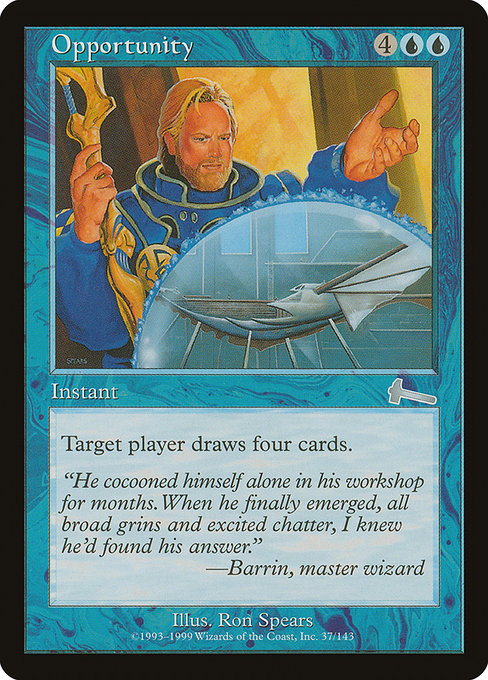 Opportunity 4
SPEARS
Instant
Target player draws four cards.
“He cocooned himself alone in his workshop
for months. When he finally emerged, all
broad grins and excited chatter, I knew
he’d found his answer.”
—Barrin, master wizard
Illus. Ron Spears
©1993–1999 Wizards of the Coast, Inc. 37/143